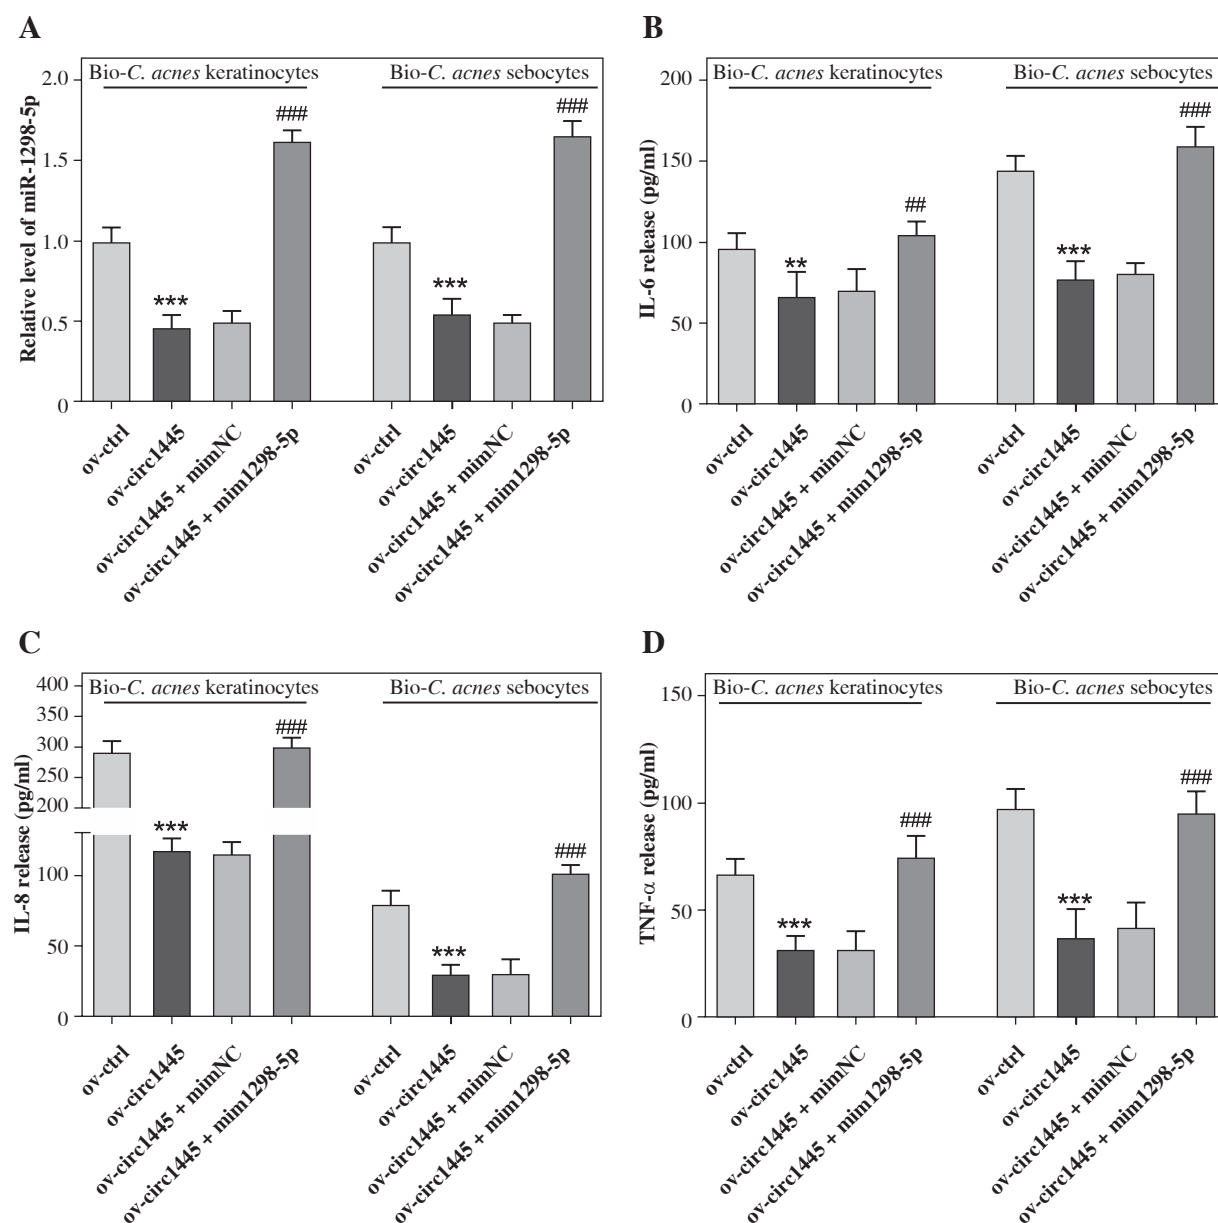 A
Bio-C. acnes keratinocytes
Bio-C. acnes sebocytes
Relative level of miR-1298-5p
2.0
1.5
1.0
0.5
0
***
###
***
###
ov-ctrl
ov-circ1445
ov-circ1445 + mimNC
ov-circ1445 + mim1298-5p
ov-ctrl
ov-circ1445
ov-circ1445 + mimNC
ov-circ1445 + mim1298-5p
B
Bio-C. acnes keratinocytes
Bio-C. acnes sebocytes
IL-6 release (pg/ml)
200
150
100
50
0
**
##
***
###
ov-ctrl
ov-circ1445
ov-circ1445 + mimNC
ov-circ1445 + mim1298-5p
ov-ctrl
ov-circ1445
ov-circ1445 + mimNC
ov-circ1445 + mim1298-5p
C
Bio-C. acnes keratinocytes
Bio-C. acnes sebocytes
IL-8 release (pg/ml)
400
350
300
250
200
100
50
0
***
###
***
###
ov-ctrl
ov-circ1445
ov-circ1445 + mimNC
ov-circ1445 + mim1298-5p
ov-ctrl
ov-circ1445
ov-circ1445 + mimNC
ov-circ1445 + mim1298-5p
D
Bio-C. acnes keratinocytes
Bio-C. acnes sebocytes
TNF-α release (pg/ml)
150
100
50
0
***
###
***
###
ov-ctrl
ov-circ1445
ov-circ1445 + mimNC
ov-circ1445 + mim1298-5p
ov-ctrl
ov-circ1445
ov-circ1445 + mimNC
ov-circ1445 + mim1298-5p